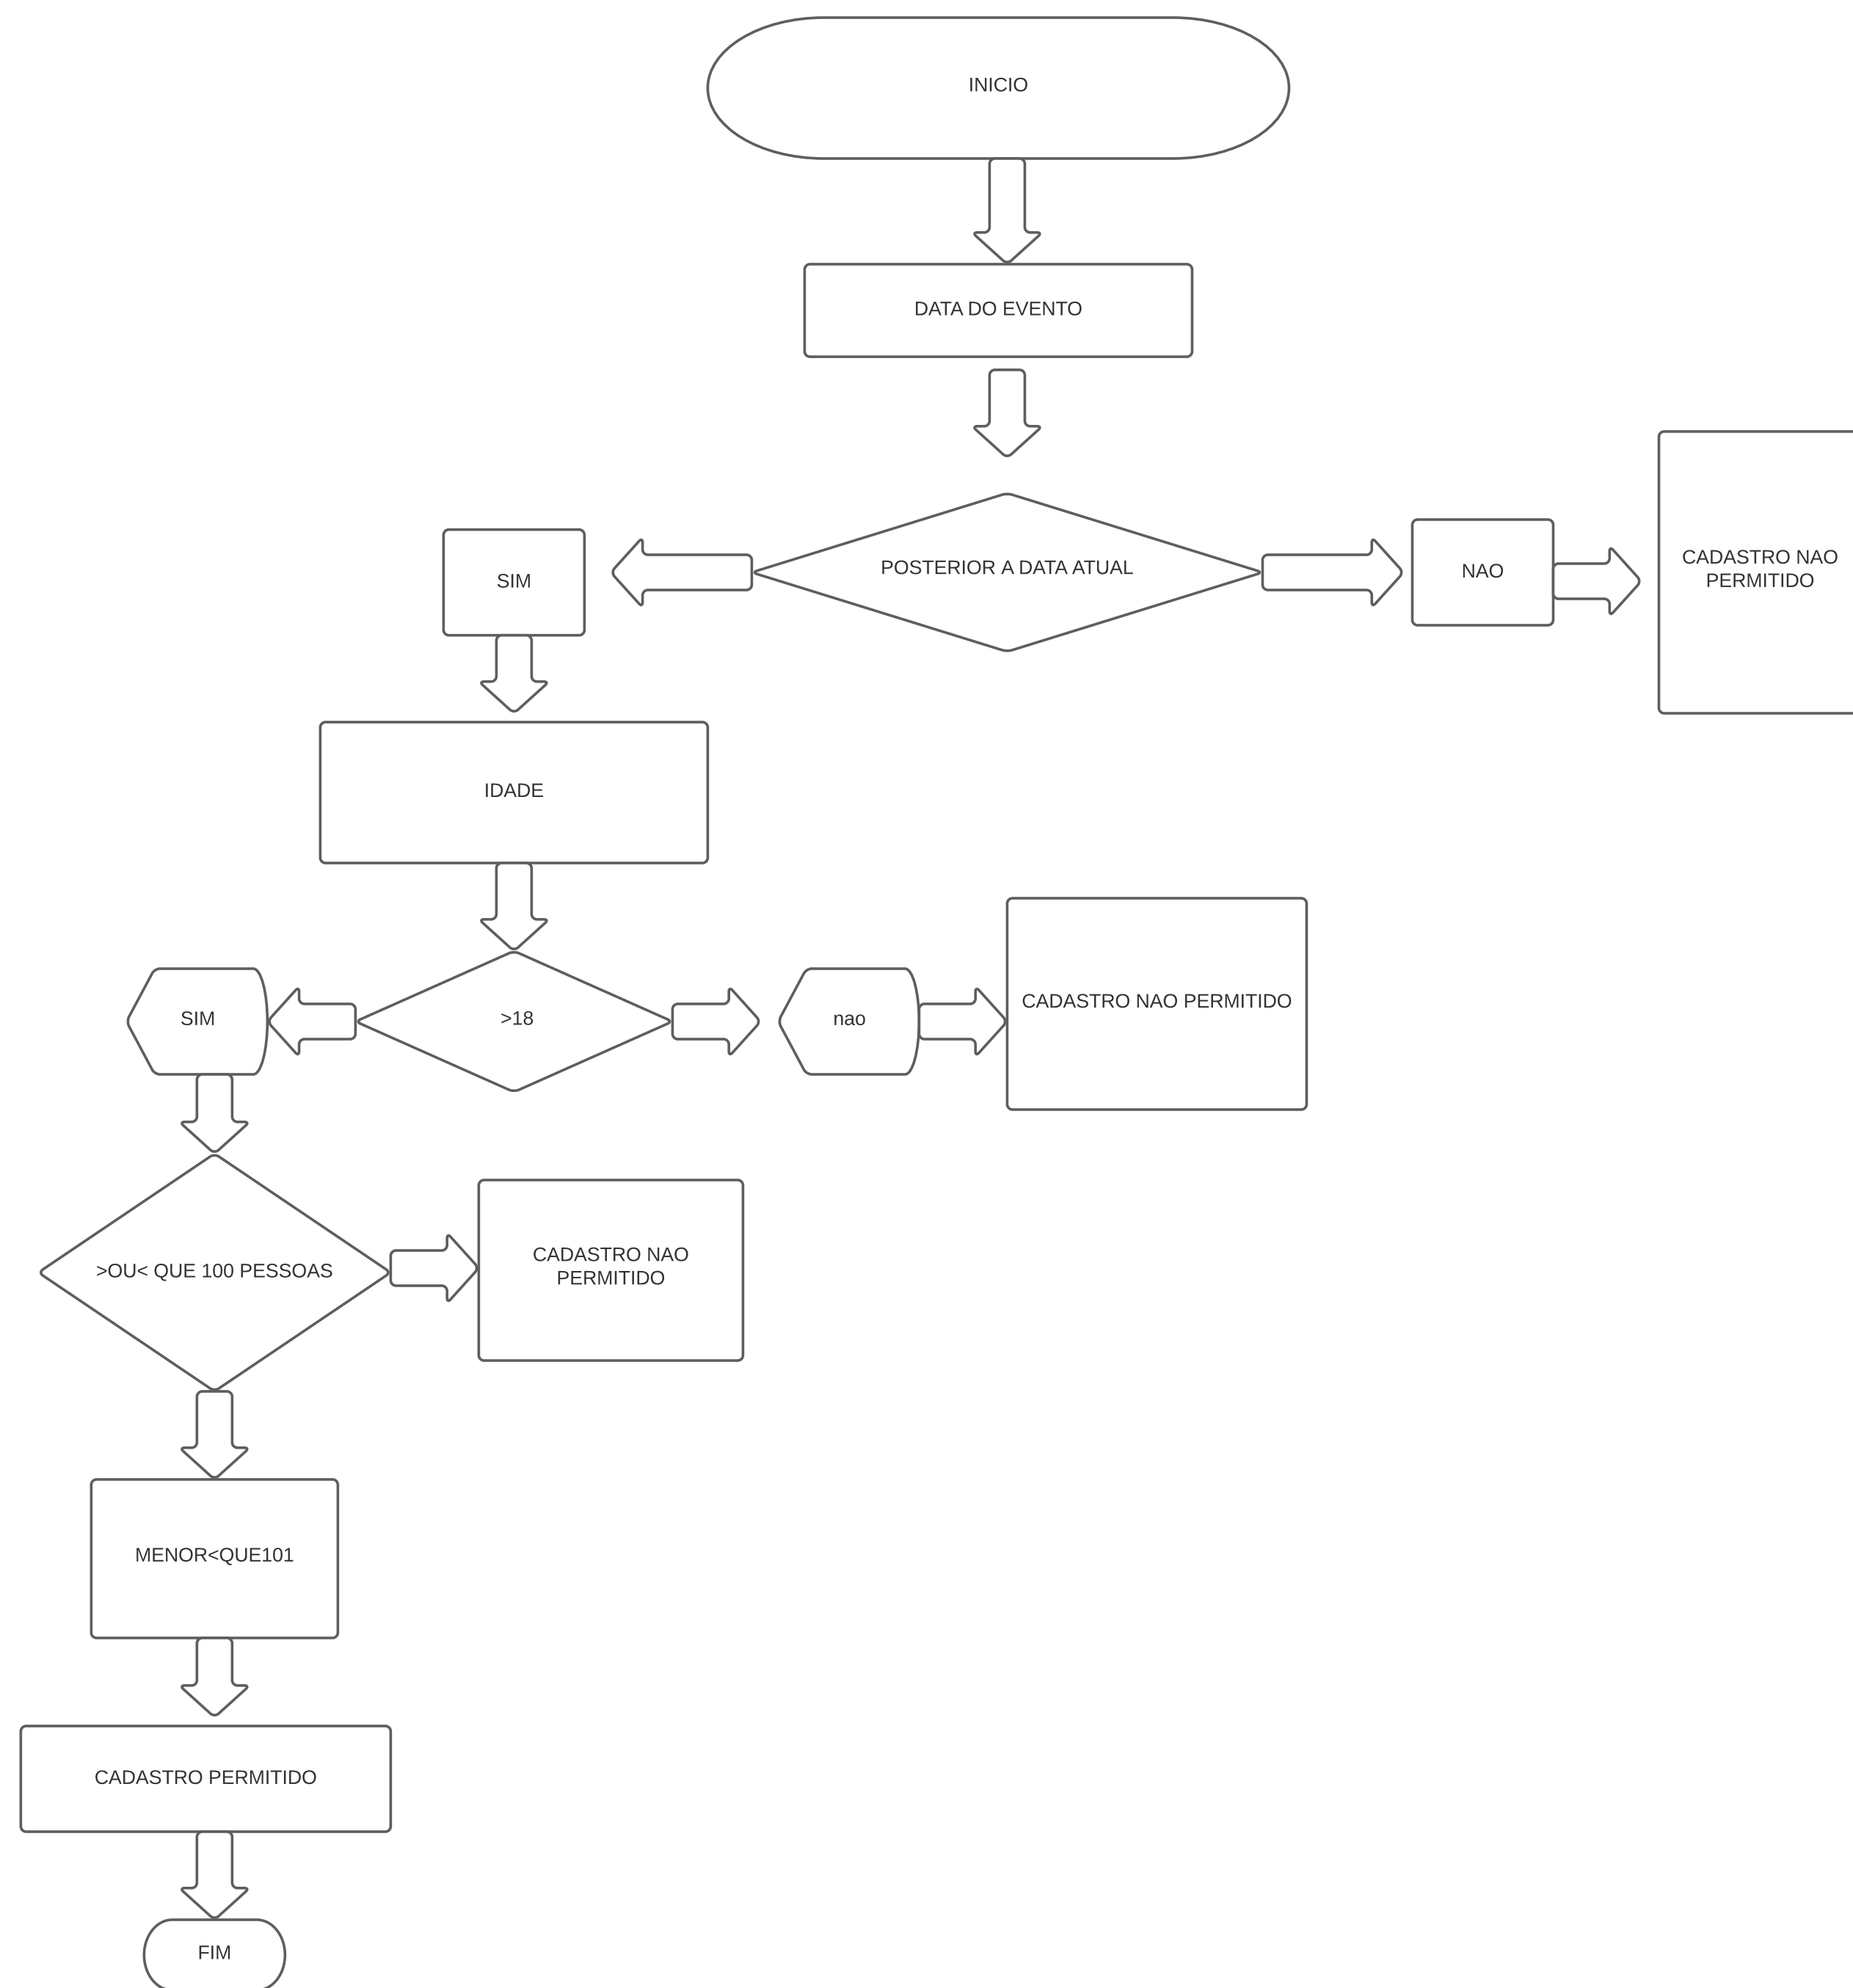 INICIO
DATA DO EVENTO
POSTERIOR A DATA ATUAL
SIM
NAO
CADASTRO NAO
PERMITIDO
IDADE
>18
SIM
nao
CADASTRO NAO PERMITIDO
>OU< QUE 100 PESSOAS
CADASTRO NAO
PERMITIDO
MENOR<QUE101
CADASTRO PERMITIDO
FIM